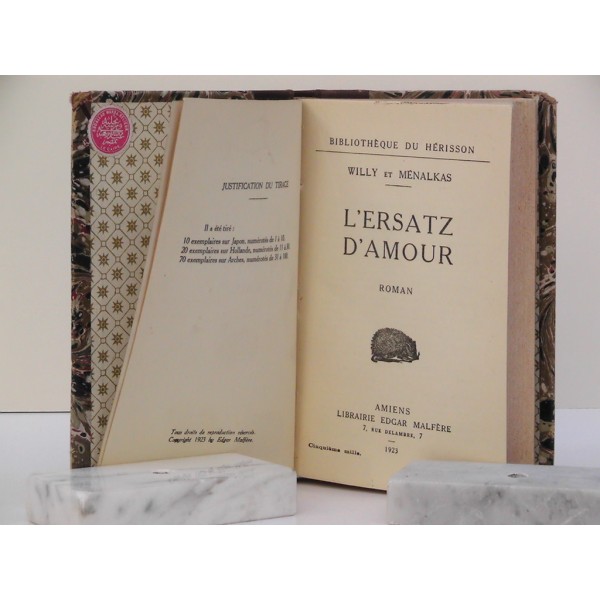 JUSTIFICATION DU TIRAGE
Il a été tiré :
10 exemplaires sur Japon, numérotés de 1 à 10.
20 exemplaires sur Hollande, numérotés de 11 à 30.
70 exemplaires sur Arches, numérotés de 31 à 100.
Tous droits de reproduction réservés.
Copyright 1923 by Edgar Malfère.
BIBLIOTHÈQUE DU HÉRISSON
WILLY ET MÉNALKAS
L'ERSATZ
D'AMOUR
ROMAN
AMIENS
LIBRAIRIE EDGAR MALFÈRE
7, RUE DELAMBRE, 7
1923
Cinquième mille.